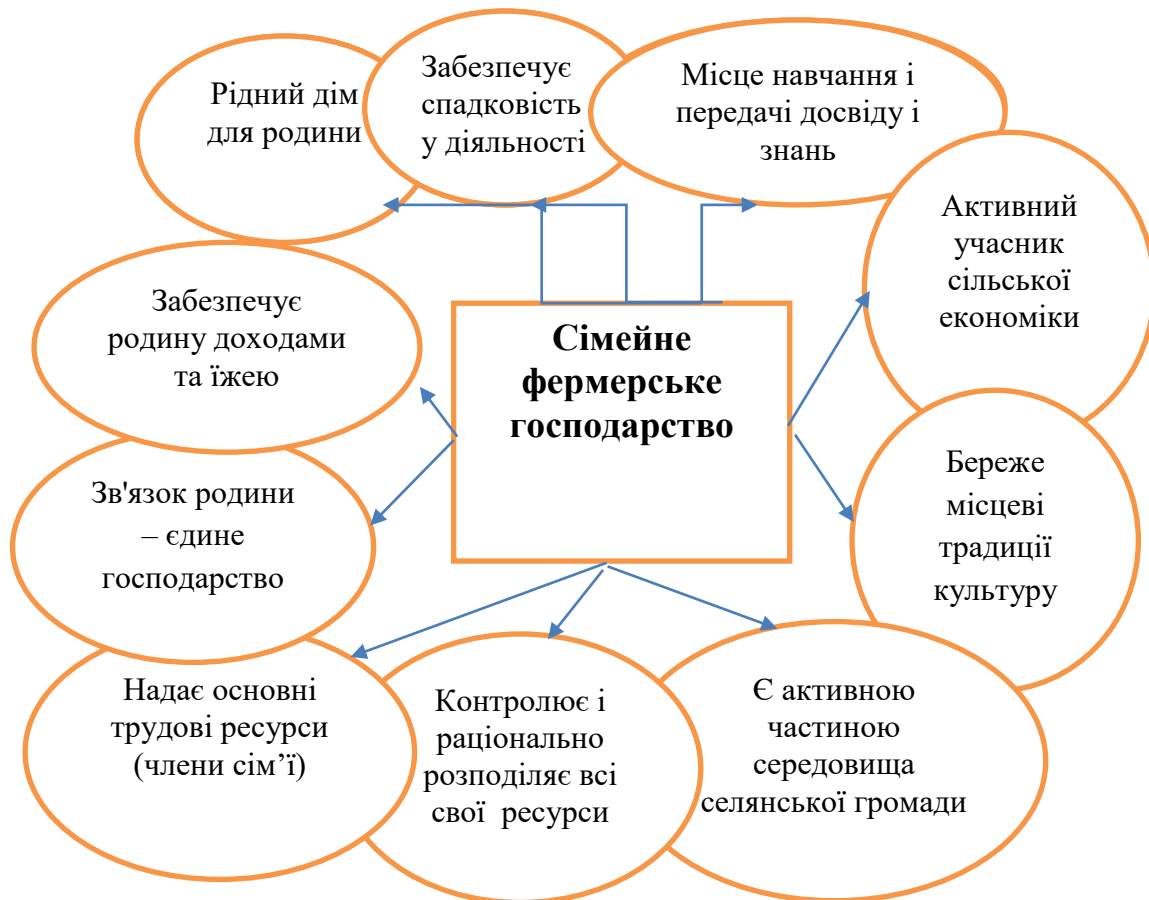 Рідний дім
для родини
Забезпечує
спадковість
у діяльності
Місце навчання і
передачі досвіду і
знань
Активний
учасник
сільської
економіки
Забезпечує
родину доходами
та їжею
Сімейне
фермерське
господарство
Береже
місцеві
традиції
культуру
Зв'язок родини
– єдине
господарство
Надає основні
трудові ресурси
(члени сім’ї)
Контролює і
раціонально
розподіляє всі
свої ресурси
Є активною
частиною
середовища
селянської громади